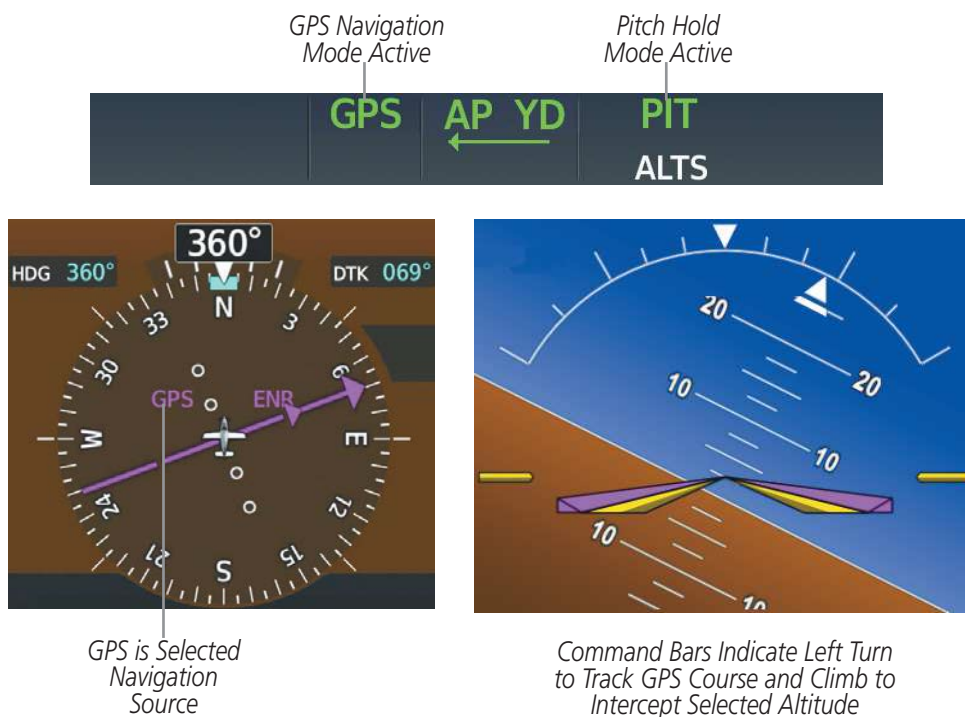 GPS Navigation
Mode Active
Pitch Hold
Mode Active
GPS AP YD PIT
ALTS
360°
HDG 360°
DTK 069°
N
33
3
30
6
GPS
ENR
W
E
24
12
21
15
S
20
20
10
10
10
10
GPS is Selected
Navigation
Source
Command Bars Indicate Left Turn
to Track GPS Course and Climb to
Intercept Selected Altitude